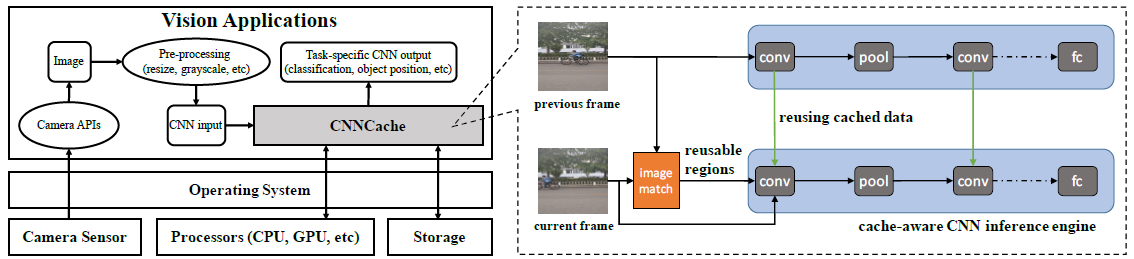 Vision Applications
Image
Pre-processing
(resize, grayscale, etc)
Task-specific CNN output
(classification, object position, etc)
Camera APIs
CNN input
CNNCache
Operating System
Camera Sensor
Processors (CPU, GPU, etc)
Storage
previous frame
conv
pool
conv
fc
reusing cached data
image
match
reusable
regions
conv
pool
conv
fc
current frame
cache-aware CNN inference engine